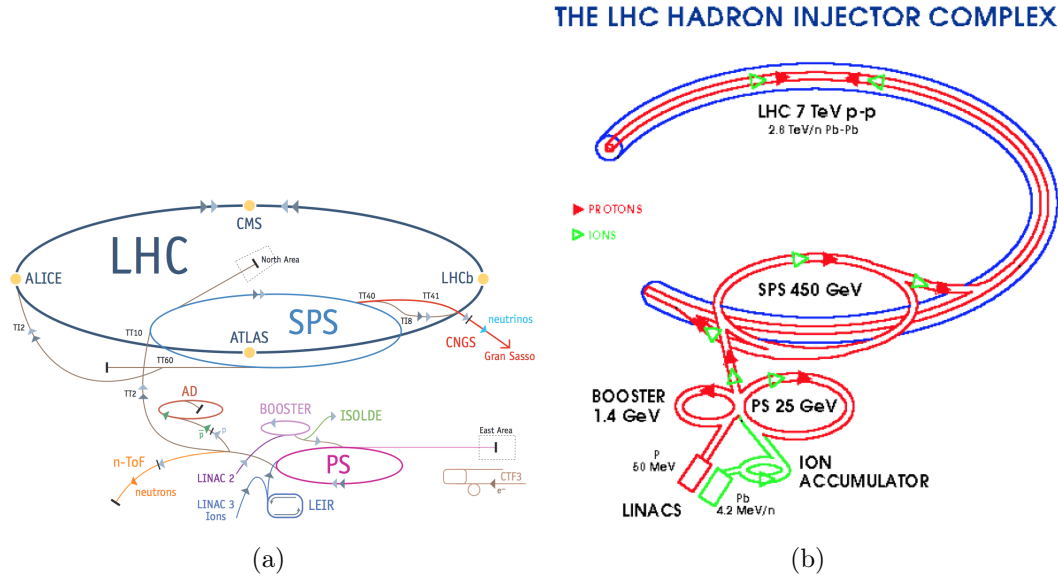 THE LHC HADRON INJECTOR COMPLEX
CMS
LHC
North Area
ALICE
LHCb
TT40
TT41
SPS
TI2
TT10
TI8
neutrinos
ATLAS
CNGS
Gran Sasso
TT60
TT2
AD
BOOSTER
ISOLDE
p
p
East Area
n-ToF
PS
LINAC 2
neutrons
CTF3
e-
LINAC 3
Ions
LEIR
(a)
LHC 7 TeV p-p
2.8 TeV/n Pb-Pb
PROTONS
IONS
SPS 450 GeV
BOOSTER
1.4 GeV
PS 25 GeV
P
50 MeV
ION
ACCUMULATOR
LINACS
Pb
4.2 MeV/n
(b)